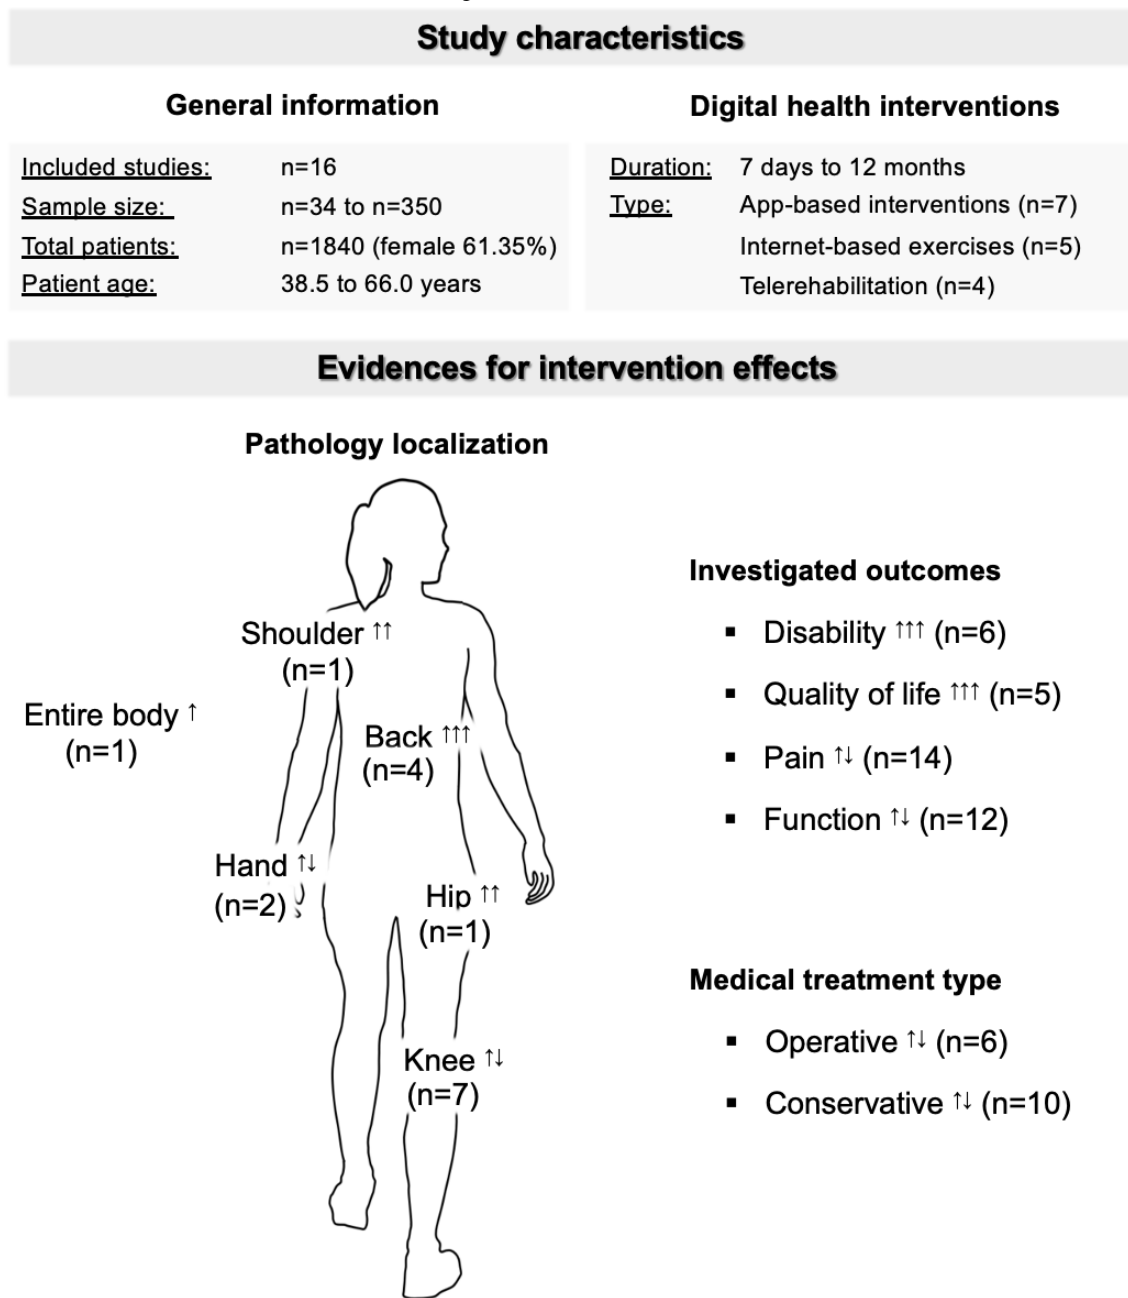 Study characteristics
General information
Included studies: n=16
Sample size: n=34 to n=350
Total patients: n=1840 (female 61.35%)
Patient age: 38.5 to 66.0 years
Digital health interventions
Duration: 7 days to 12 months
Type: App-based interventions (n=7)
Internet-based exercises (n=5)
Telerehabilitation (n=4)
Evidences for intervention effects
Pathology localization
Shoulder ↑↑
(n=1)
Entire body ↑
(n=1)
Back ↑↑↑
(n=4)
Hand ↑↓
(n=2)
Hip ↑↑
(n=1)
Knee ↑↓
(n=7)
Investigated outcomes
▪ Disability ↑↑↑ (n=6)
▪ Quality of life ↑↑↑ (n=5)
▪ Pain ↑↓ (n=14)
▪ Function ↑↓ (n=12)
Medical treatment type
▪ Operative ↑↓ (n=6)
▪ Conservative ↑↓ (n=10)